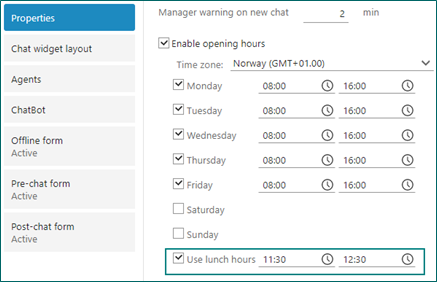 Properties
Chat widget layout
Agents
ChatBot
Offline form
Active
Pre-chat form
Active
Post-chat form
Active
Manager warning on new chat 2 min
Enable opening hours
Time zone: Norway (GMT+01.00)
Monday 08:00 16:00
Tuesday 08:00 16:00
Wednesday 08:00 16:00
Thursday 08:00 16:00
Friday 08:00 16:00
Saturday
Sunday
Use lunch hours 11:30 12:30